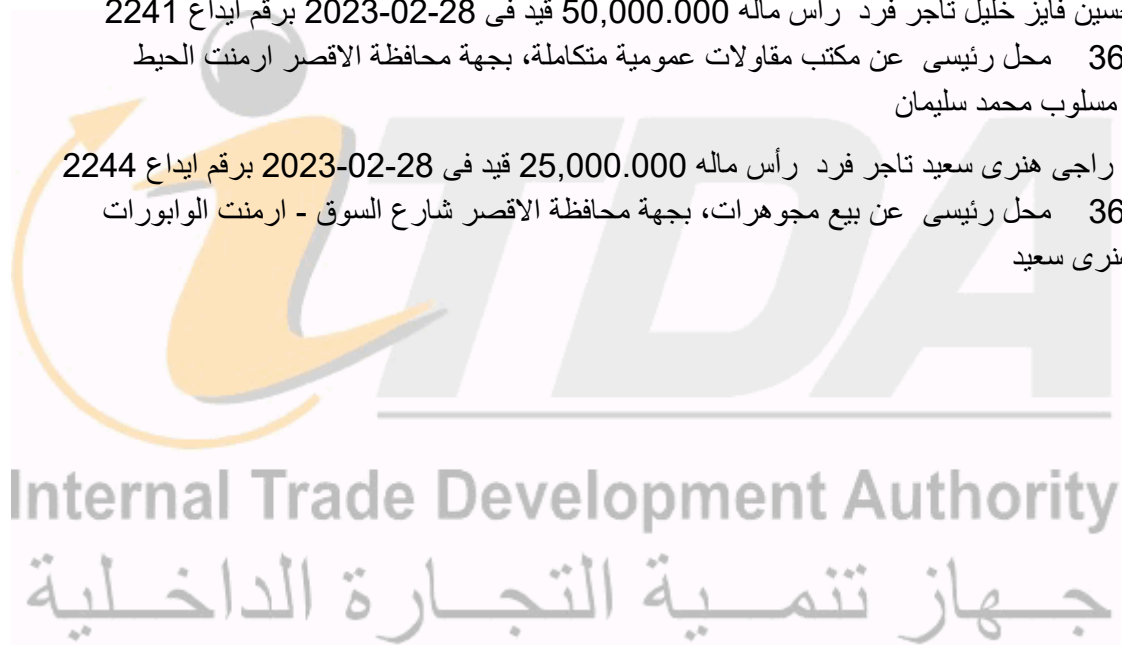 حسين فايز خليل تاجر فرد رأس ماله 50,000.000 قيد فى 28-02-2023 برقم ايداع 2241
36 محل رئيسى عن مكتب مقاولات عمومية متكاملة، بجهة محافظة الاقصر ارمنت الحيط
مسلوب محمد سليمان
راجى هنرى سعيد تاجر فرد رأس ماله 25,000.000 قيد فى 28-02-2023 برقم ايداع 2244
36 محل رئيسى عن بيع مجوهرات، بجهة محافظة الاقصر شارع السوق - ارمنت الوابورات
هنرى سعيد
iTDA
Internal Trade Development Authority
جهاز تنمية التجارة الداخلية